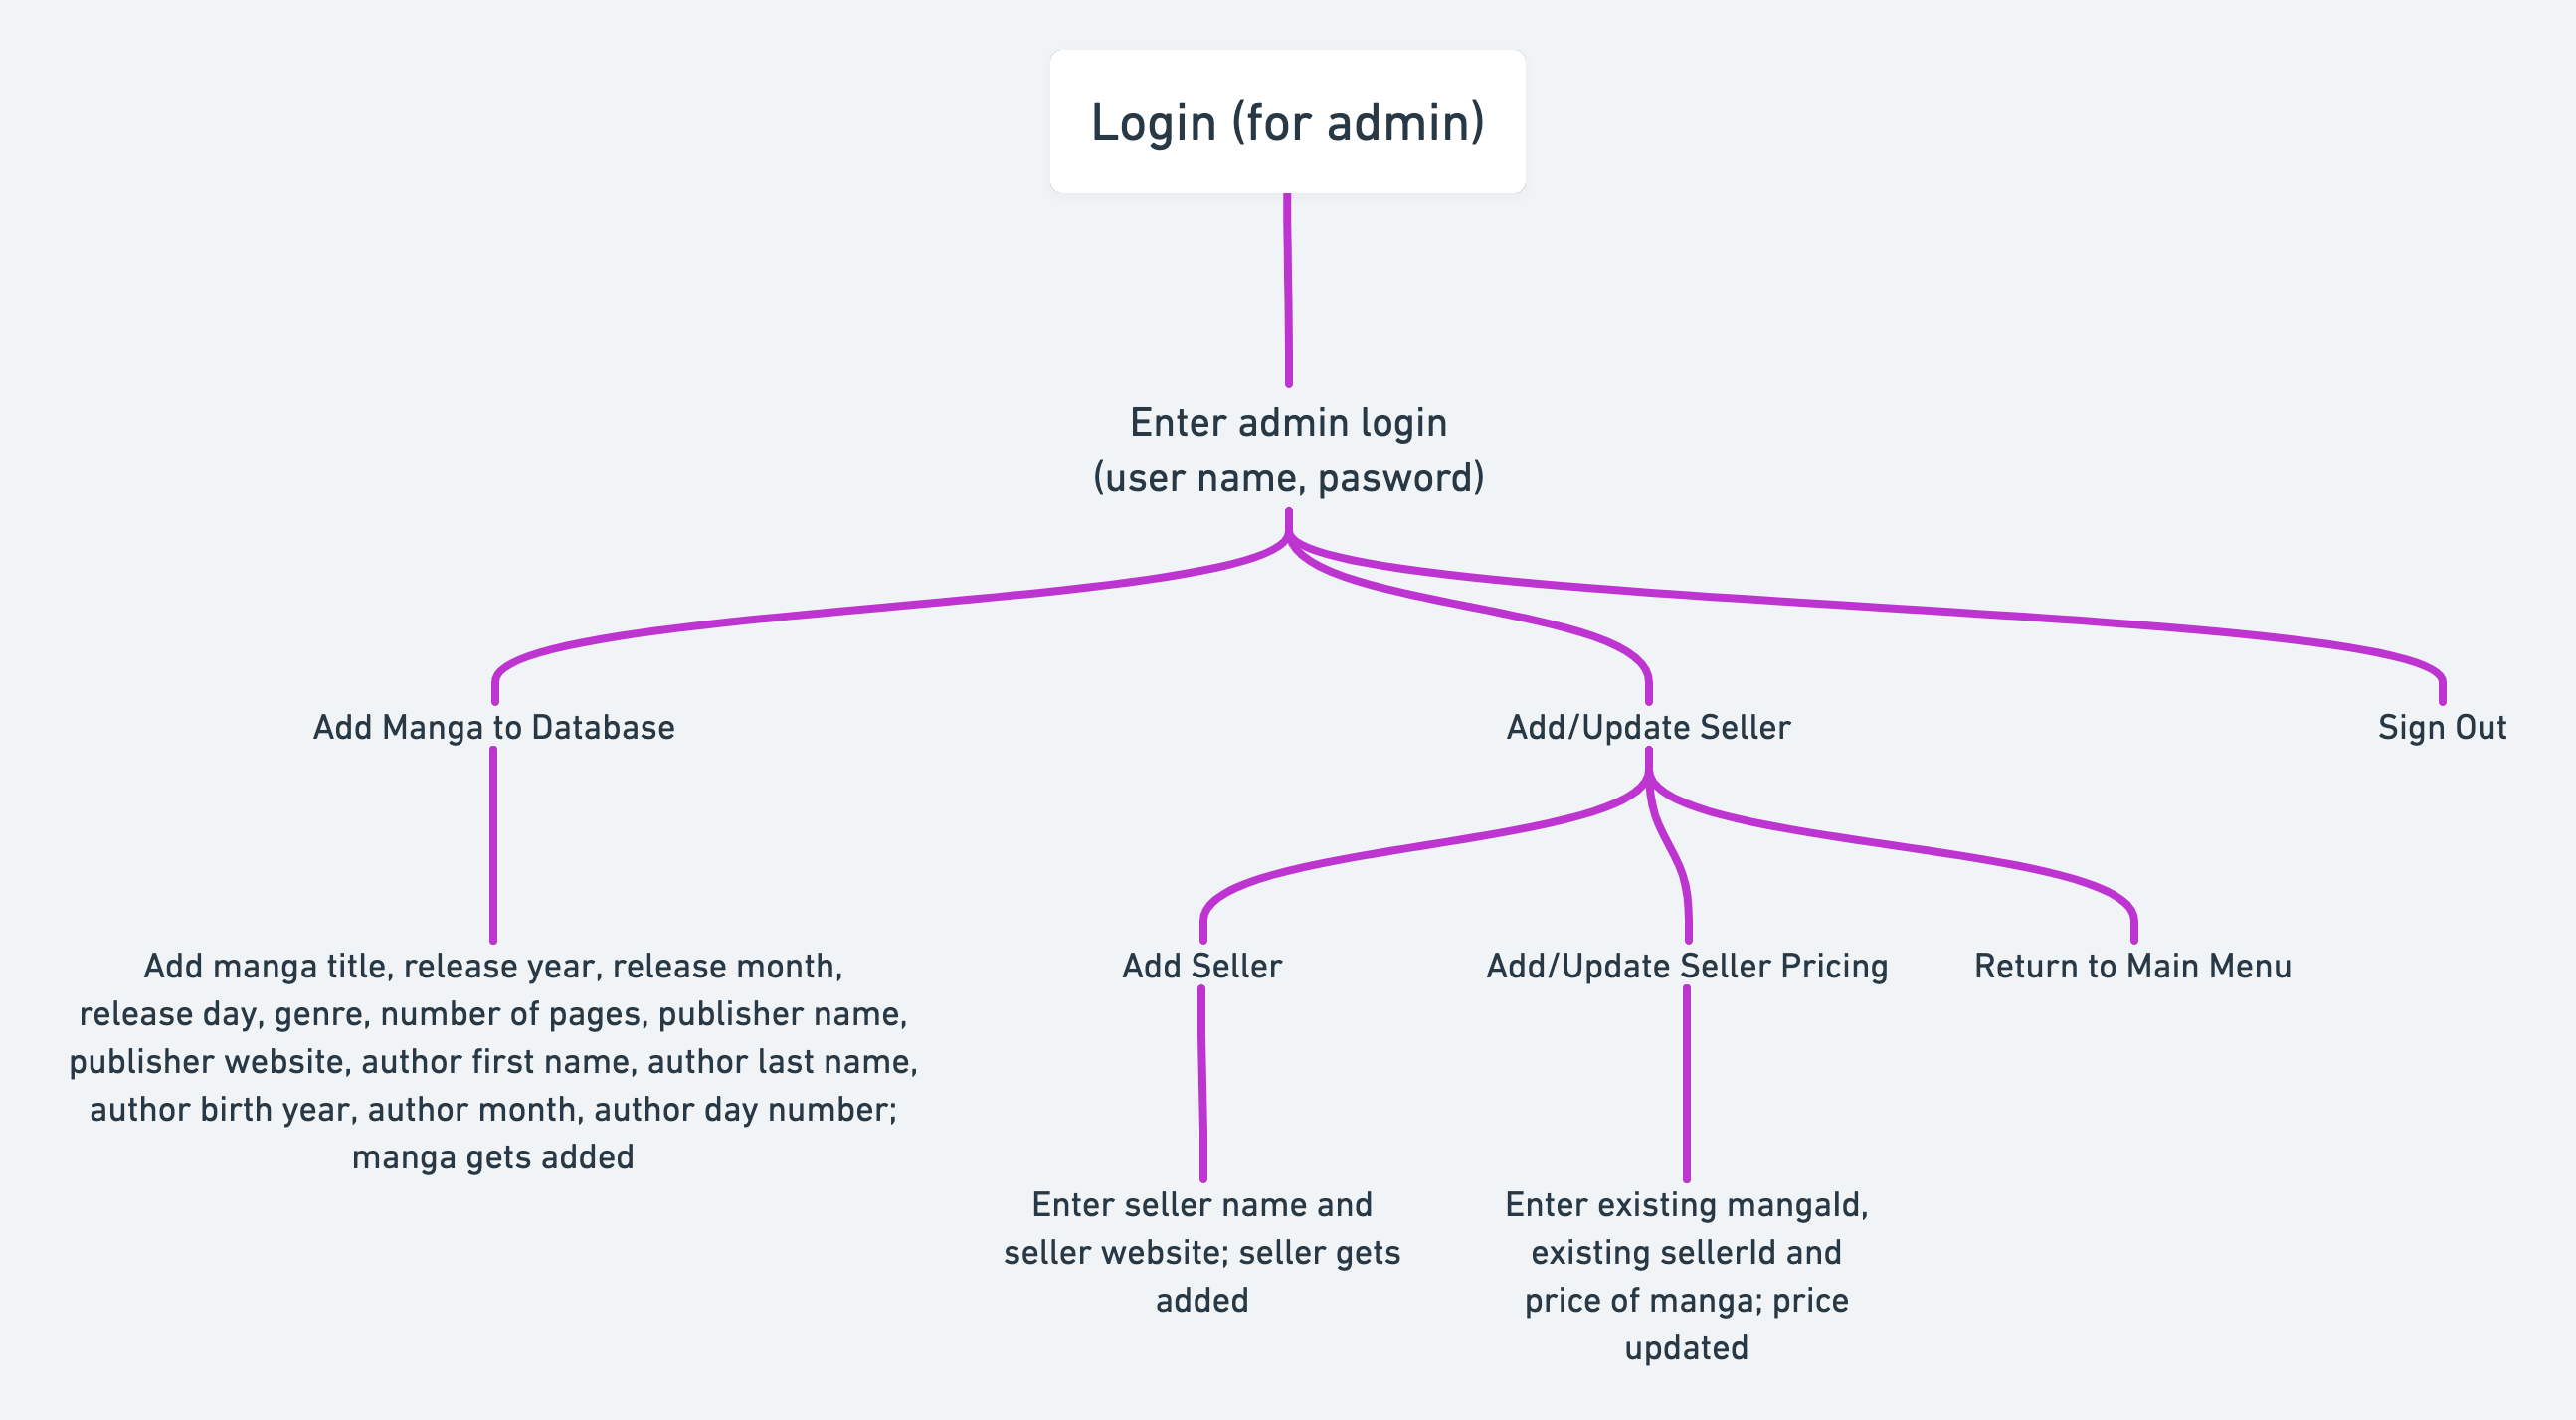 Login (for admin)
Enter admin login
(user name, pasword)
Add Manga to Database
Add/Update Seller
Sign Out
Add manga title, release year, release month,
release day, genre, number of pages, publisher name,
publisher website, author first name, author last name,
author birth year, author month, author day number;
manga gets added
Add Seller
Add/Update Seller Pricing
Return to Main Menu
Enter seller name and
seller website; seller gets
added
Enter existing mangaId,
existing sellerId and
price of manga; price
updated